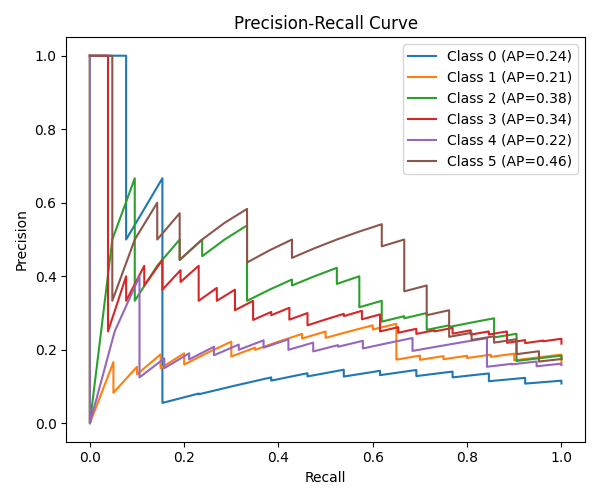 Precision-Recall Curve
Class 0 (AP=0.24)
Class 1 (AP=0.21)
Class 2 (AP=0.38)
Class 3 (AP=0.34)
Class 4 (AP=0.22)
Class 5 (AP=0.46)
Precision
1.0
0.8
0.6
0.4
0.2
0.0
0.0 0.2 0.4 0.6 0.8 1.0
Recall